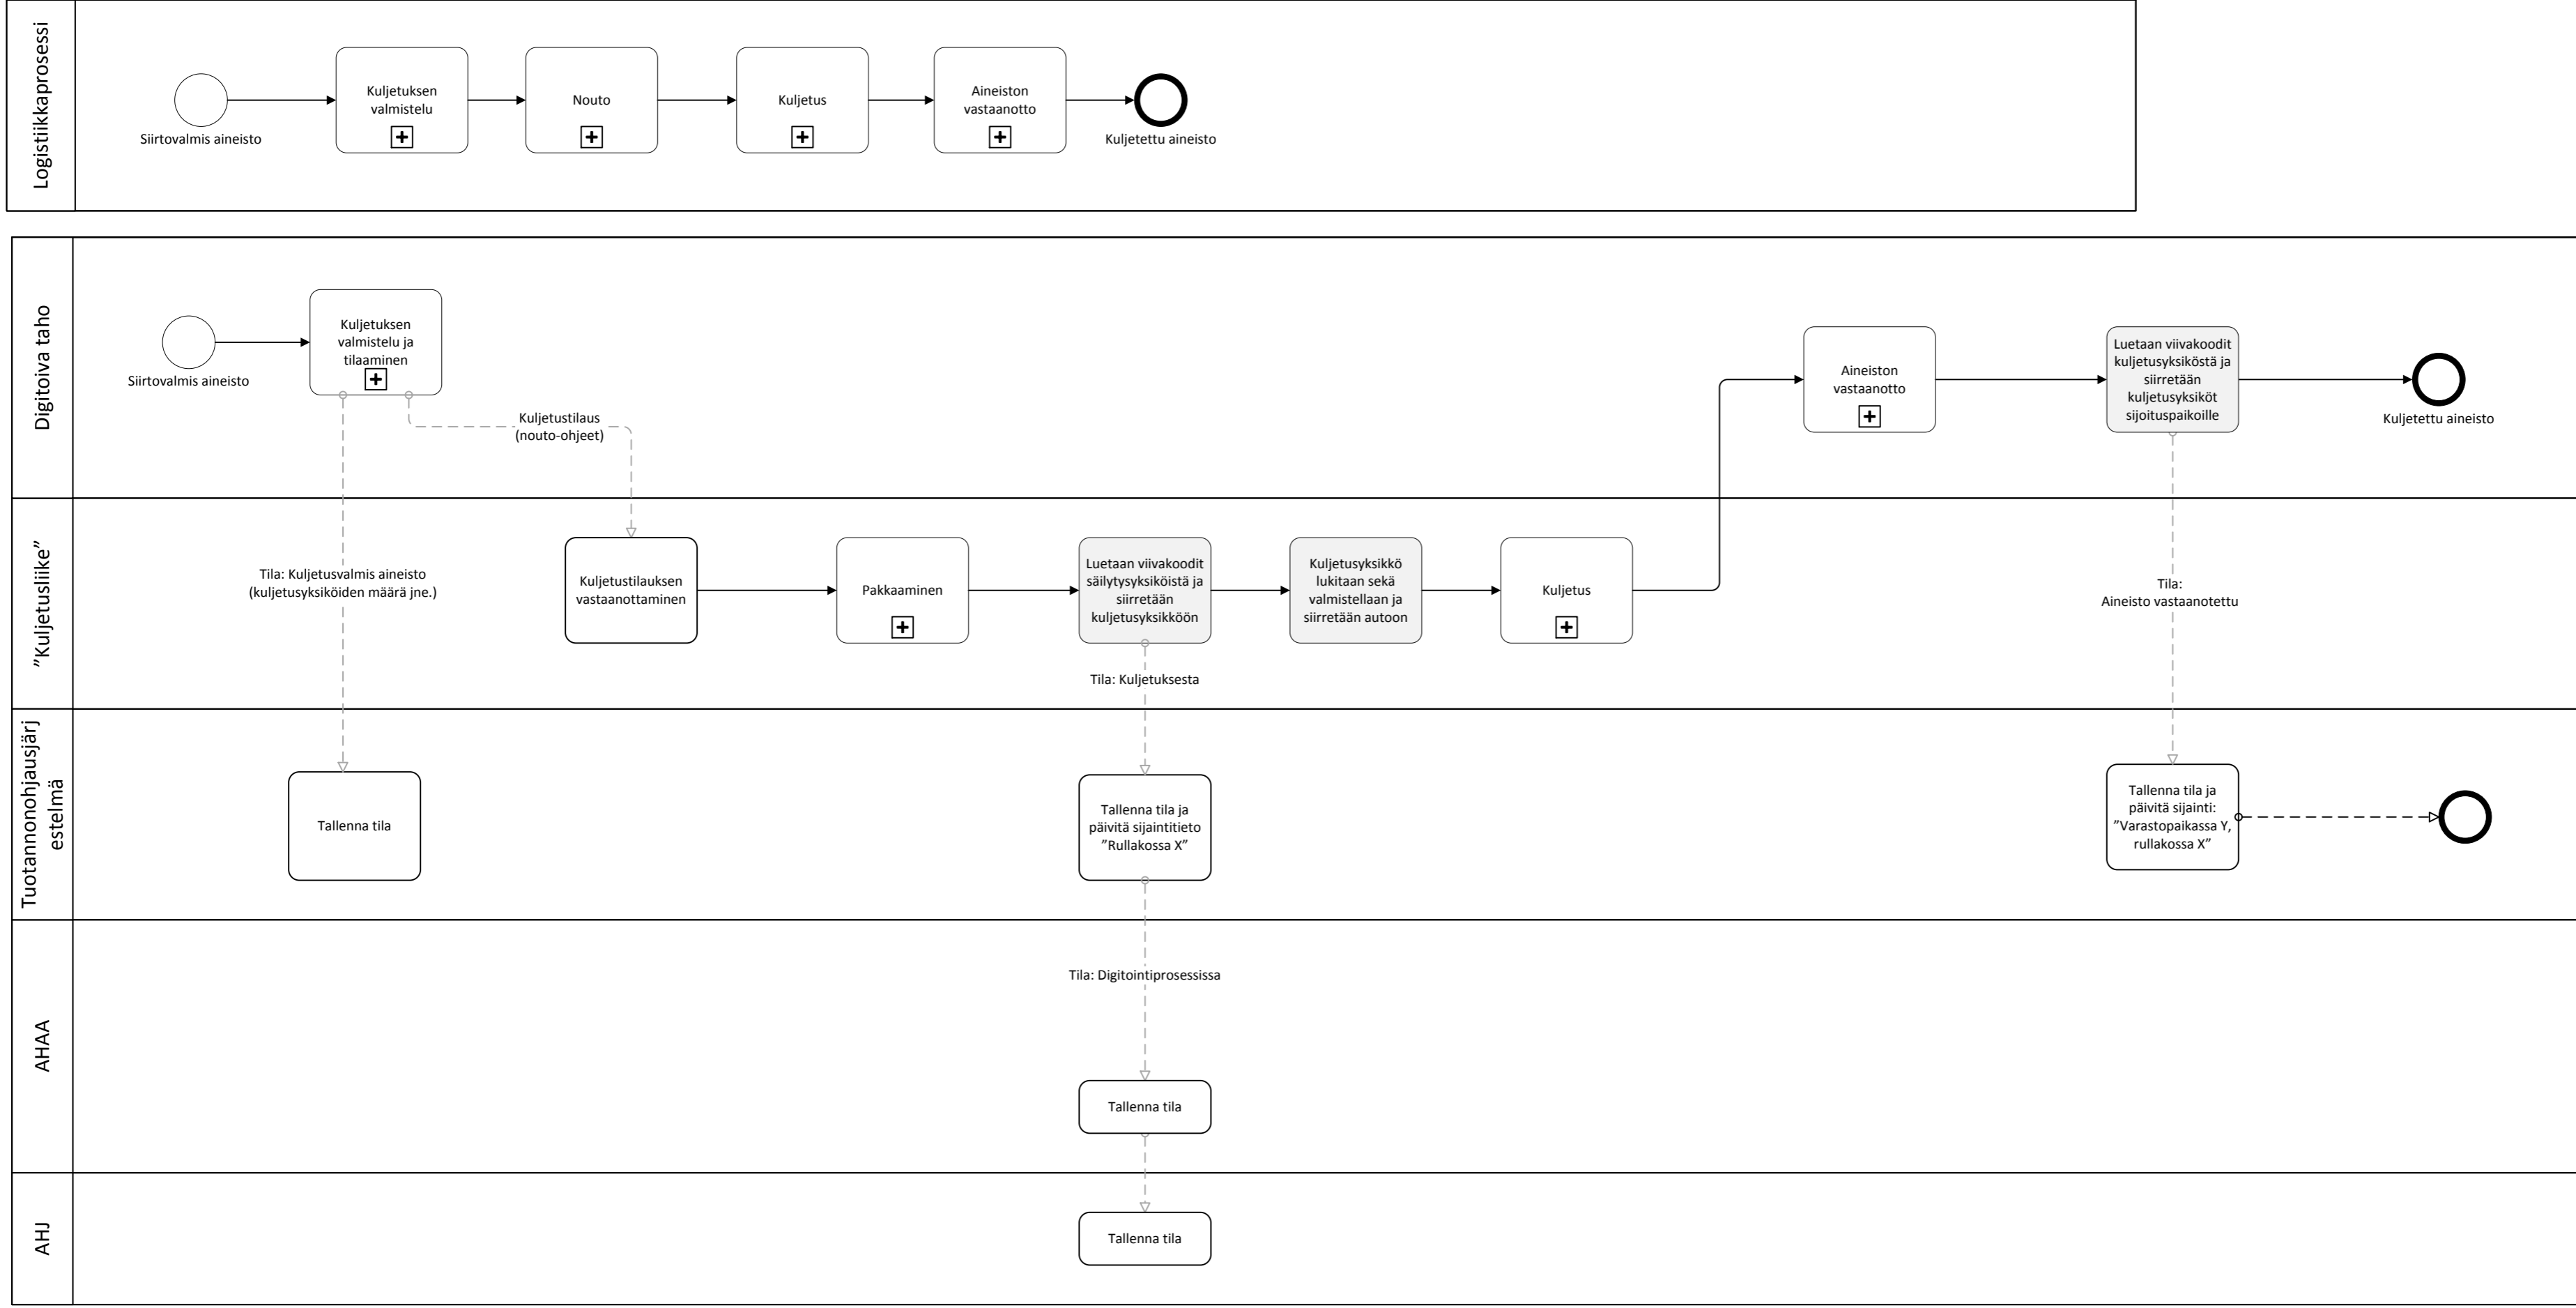 Logistiikkaprosessi
Siirtovalmis aineisto
Kuljetuksen
valmistelu
Nouto
Kuljetus
Aineiston
vastaanotto
Kuljetettu aineisto
Digitoiva taho
Siirtovalmis aineisto
Kuljetuksen
valmistelu ja
tilaaminen
Kuljetustilaus
(nouto-ohjeet)
Aineiston
vastaanotto
Luetaan viivakoodit
kuljetusyksiköstä ja
siirretään
kuljetusyksiköt
sijoituspaikoille
Kuljetettu aineisto
”Kuljetusliike”
Tila: Kuljetusvalmis aineisto
(kuljetusyksiköiden määrä jne.)
Kuljetustilauksen
vastaanottaminen
Pakkaaminen
Luetaan viivakoodit
säilytysyksiköistä ja
siirretään
kuljetusyksikköön
Kuljetusyksikkö
lukitaan sekä
valmistellaan ja
siirretään autoon
Kuljetus
Tila:
Aineisto vastaanotettu
Tila: Kuljetuksesta
Tuotannonohjausjärj
estelmä
Tallenna tila
Tallenna tila ja
päivitä sijaintitieto
”Rullakossa X”
Tallenna tila ja
päivitä sijainti:
”Varastopaikassa Y,
rullakossa X”
AHAA
Tila: Digitointiprosessissa
Tallenna tila
AHJ
Tallenna tila